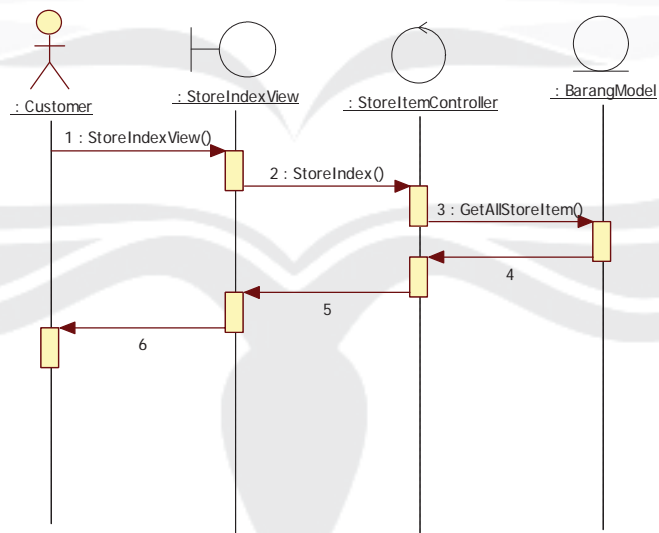 : Customer
: StoreIndexView
: StoreItemController
: BarangModel
1 : StoreIndexView()
2 : StoreIndex()
3 : GetAllStoreItem()
4
5
6